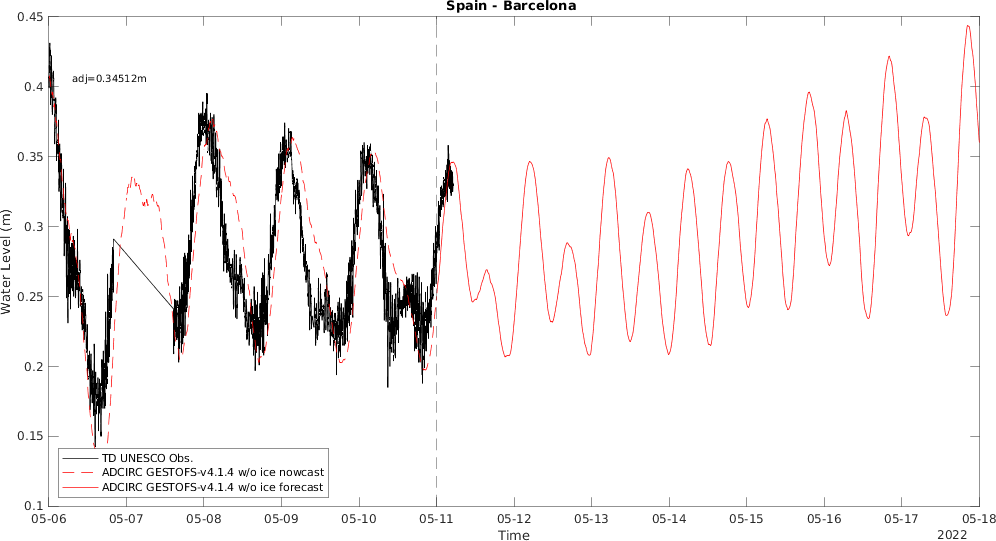 Spain - Barcelona
0.45
0.4
0.35
0.3
0.25
0.2
0.15
0.1
Water Level (m)
adj=0.34512m
TD UNESCO Obs.
ADCIRC GESTOFS-v4.1.4 w/o ice nowcast
ADCIRC GESTOFS-v4.1.4 w/o ice forecast
05-06 05-07 05-08 05-09 05-10 05-11 05-12 05-13 05-14 05-15 05-16 05-17 05-18
Time
2022